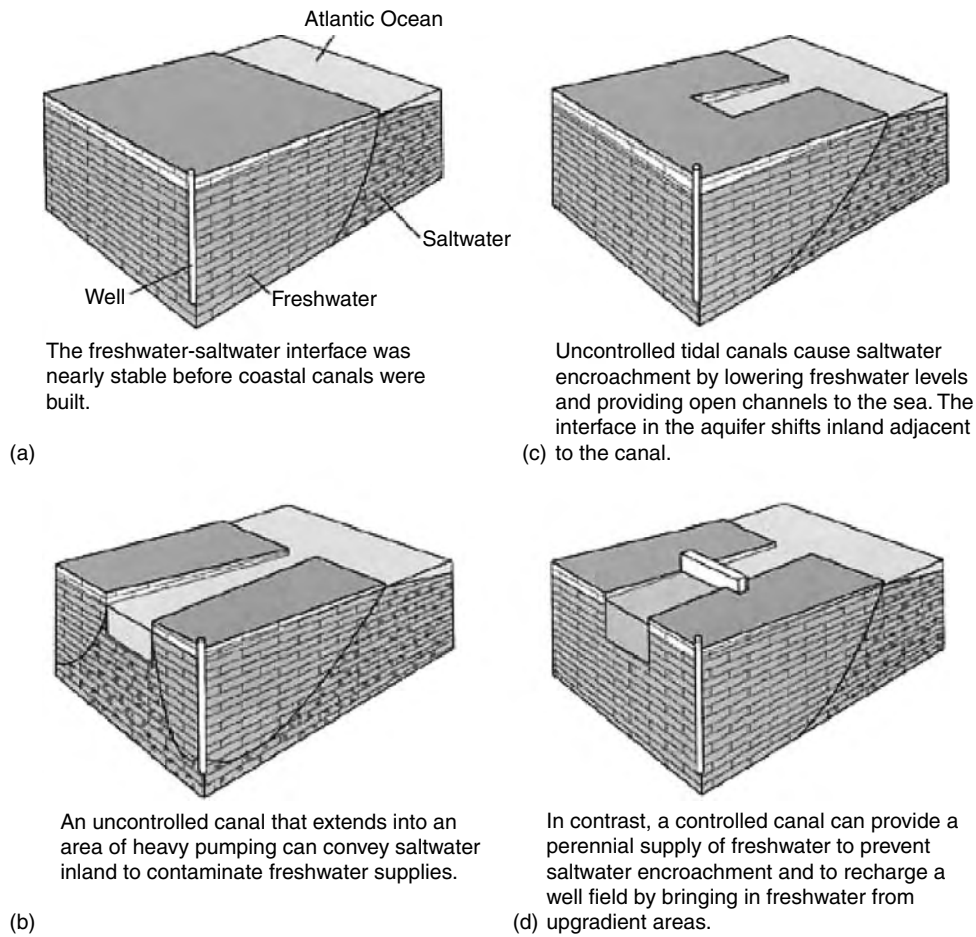 Atlantic Ocean
Saltwater
Well
Freshwater
The freshwater-saltwater interface was
nearly stable before coastal canals were
built.
(a)
Uncontrolled tidal canals cause saltwater
encroachment by lowering freshwater levels
and providing open channels to the sea. The
interface in the aquifer shifts inland adjacent
(c) to the canal.
An uncontrolled canal that extends into an
area of heavy pumping can convey saltwater
inland to contaminate freshwater supplies.
(b)
In contrast, a controlled canal can provide a
perennial supply of freshwater to prevent
saltwater encroachment and to recharge a
well field by bringing in freshwater from
(d) upgradient areas.